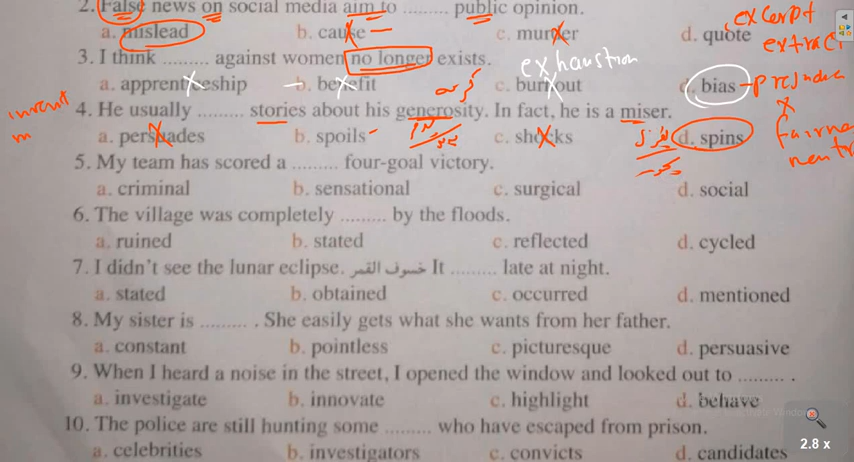 2. False news on social media aim to ........ public opinion.
a. mislead b. cause c. murder d. quote
excerpt
extract
3. I think ......... against women no longer exists.
exhaustion
a. apprenticeship b. benefit c. burnout d. bias
4. He usually ......... stories about his generosity. In fact, he is a miser.
a. persuades b. spoils c. shocks d. spins
5. My team has scored a ......... four-goal victory.
a. criminal b. sensational c. surgical d. social
6. The village was completely ......... by the floods.
a. ruined b. stated c. reflected d. cycled
7. I didn't see the lunar eclipse. خسوف القمر It ......... late at night.
a. stated b. obtained c. occurred d. mentioned
8. My sister is ......... . She easily gets what she wants from her father.
a. constant b. pointless c. picturesque d. persuasive
9. When I heard a noise in the street, I opened the window and looked out to ......... .
a. investigate b. innovate c. highlight d. behave
10. The police are still hunting some ......... who have escaped from prison.
a. celebrities b. investigators c. convicts d. candidates
2.8 x